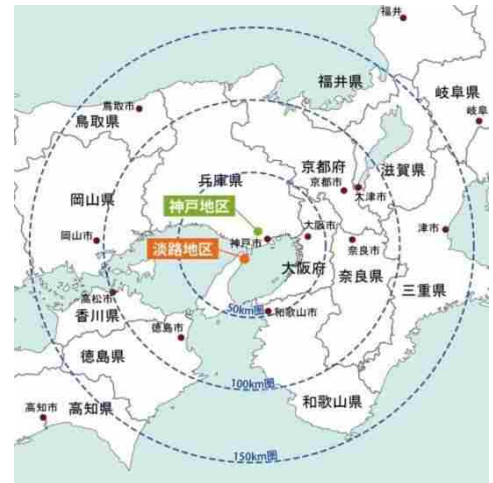 福井
福井県
岐阜県
鳥取市
鳥取県
岐阜
京都府
滋賀県
兵庫県
京都市
大津市
岡山県
神戸地区
大阪市
津市
岡山市
神戸市
奈良市
淡路地区
大阪府
奈良県
三重県
高松市
香川県
50km圏
和歌山市
徳島市
徳島県
100km圏
和歌山県
高知市
高知県
150km圏